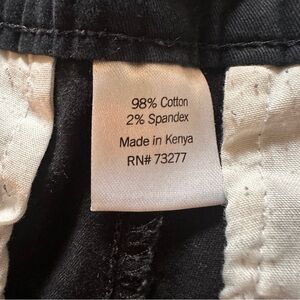 98% Cotton
2% Spandex
Made in Kenya
RN# 73277